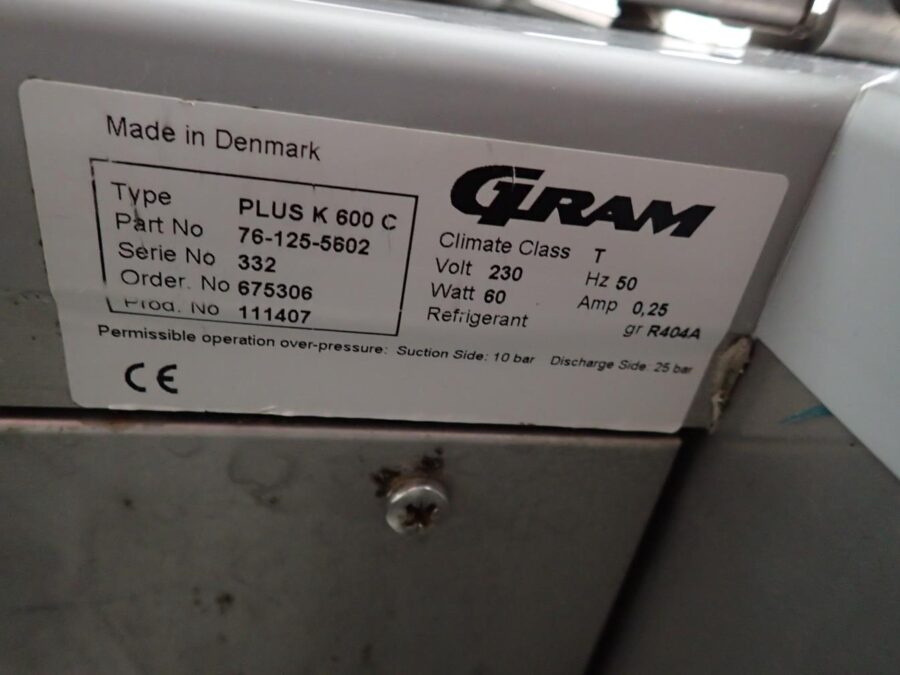 Made in Denmark
Type PLUS K 600 C
Part No 76-125-5602
Serie No 332
Order. No 675306
Prod. No 111407
GRAM
Climate Class T
Volt 230 Hz 50
Watt 60 Amp 0,25
Refrigerant gr R404A
Permissible operation over-pressure: Suction Side: 10 bar Discharge Side: 25 bar
CE